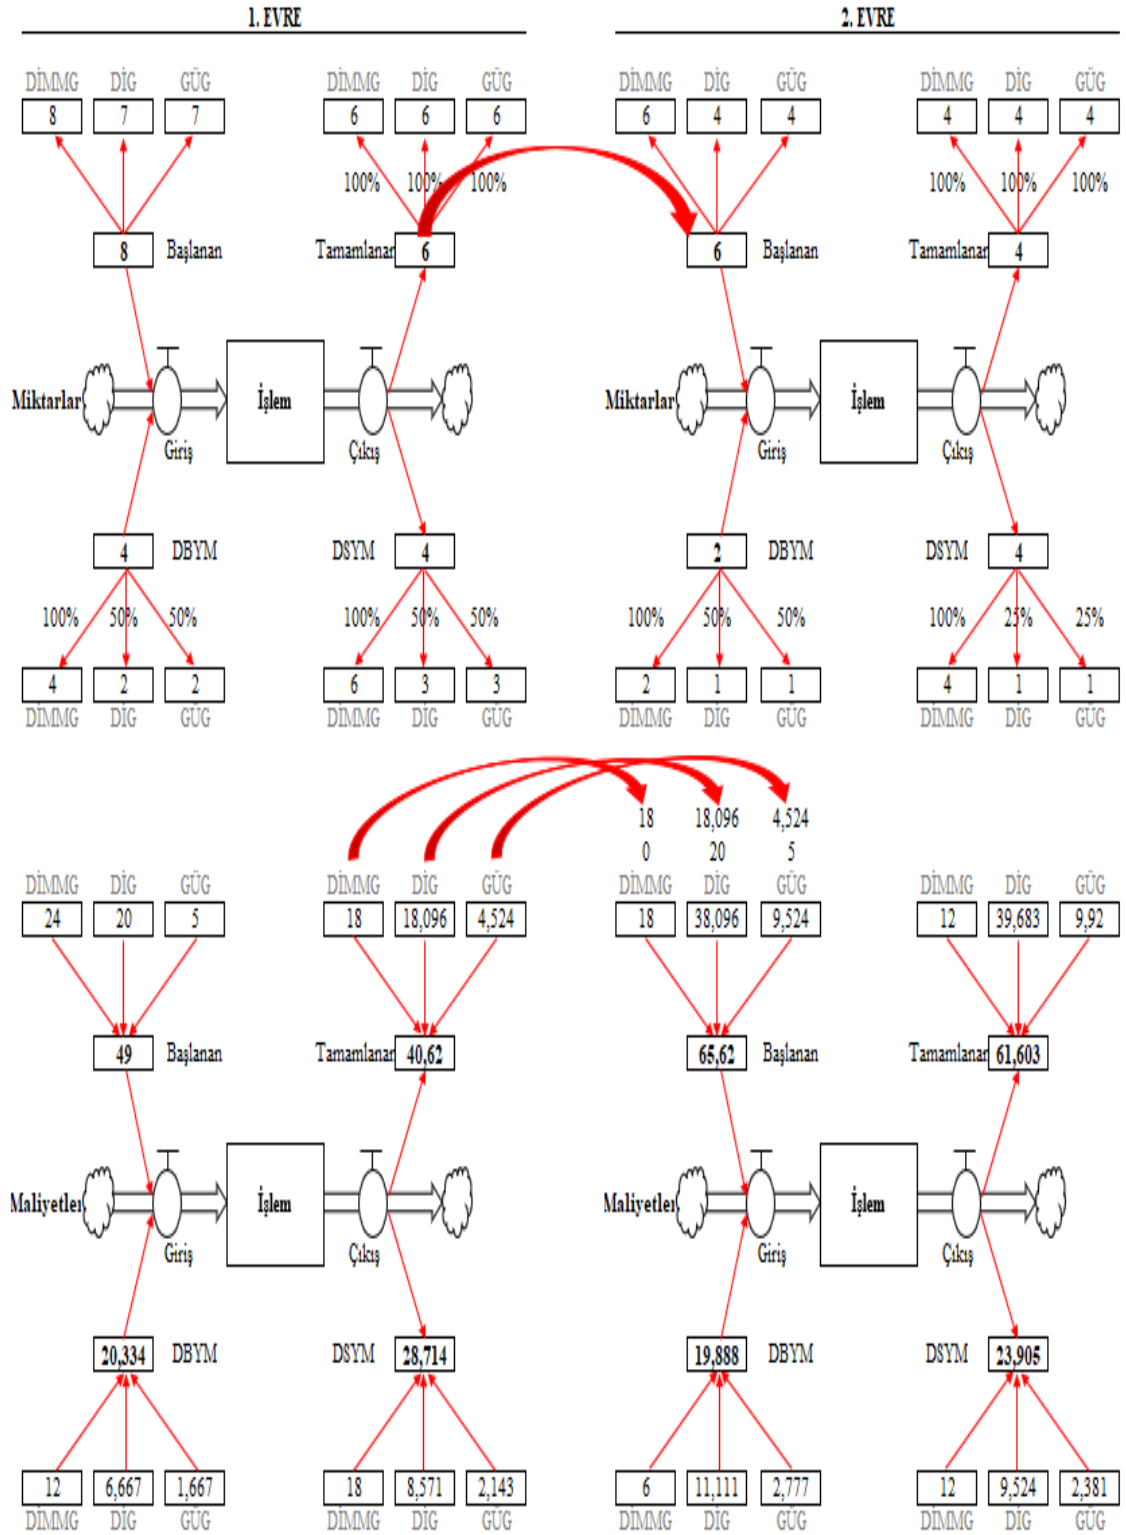 1. EVRE 2. EVRE
DİMMG DİG GÜG DİMMG DİG GÜG DİMMG DİG GÜG DİMMG DİG GÜG
8 7 7 6 6 6 6 4 4 4 4 4
100% 100% 100% 100% 100% 100%
8 Başlanan Tamamlanan 6 6 Başlanan Tamamlanan 4
Miktarlar İşlem Miktarlar İşlem
Giriş Çıkış Giriş Çıkış
4 DBYM DSYM 4 2 DBYM DSYM 4
100% 50% 50% 100% 50% 50% 100% 50% 50% 100% 25% 25%
4 2 2 6 3 3 2 1 1 4 1 1
DİMMG DİG GÜG DİMMG DİG GÜG DİMMG DİG GÜG DİMMG DİG GÜG
18 18,096 4,524
0 20 5
DİMMG DİG GÜG DİMMG DİG GÜG DİMMG DİG GÜG DİMMG DİG GÜG
24 20 5 18 18,096 4,524 18 38,096 9,524 12 39,683 9,92
49 Başlanan Tamamlanan 40,62 65,62 Başlanan Tamamlanan 61,603
Maliyetler İşlem Maliyetler İşlem
Giriş Çıkış Giriş Çıkış
20,334 DBYM DSYM 28,714 19,888 DBYM DSYM 23,905
12 6,667 1,667 18 8,571 2,143 6 11,111 2,777 12 9,524 2,381
DİMMG DİG GÜG DİMMG DİG GÜG DİMMG DİG GÜG DİMMG DİG GÜG